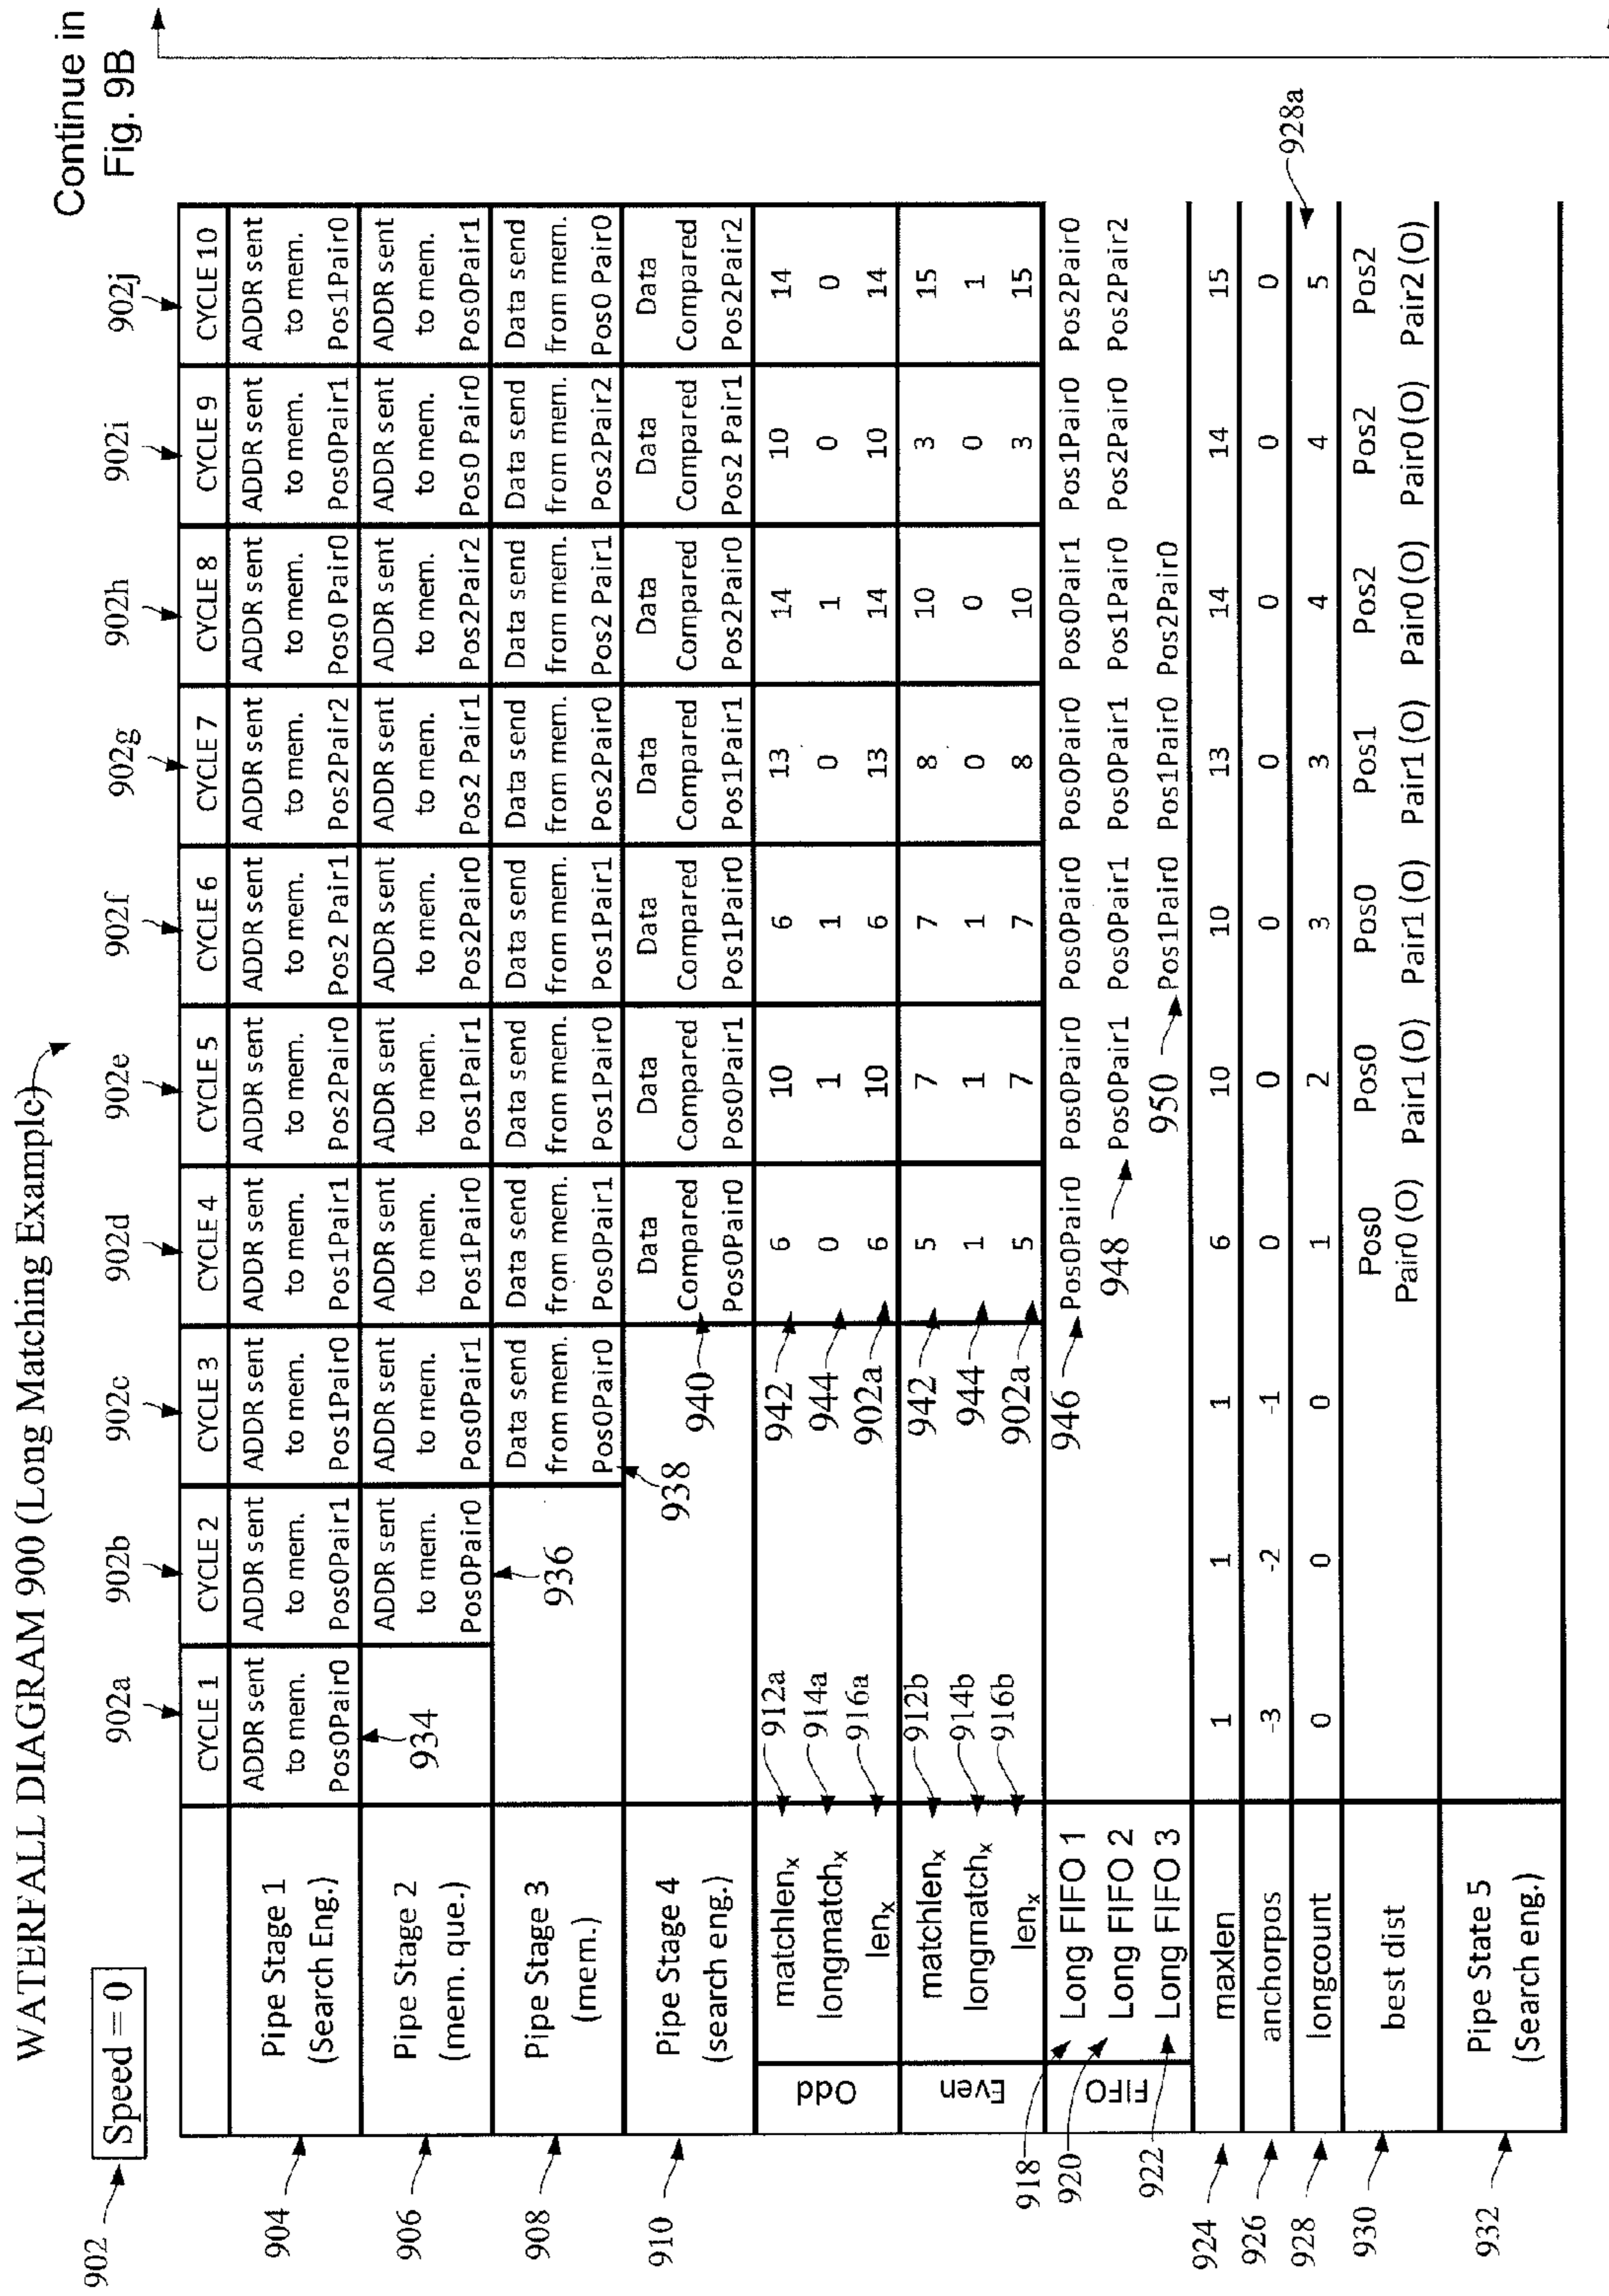 WATERFALL DIAGRAM 900 (Long Matching Example)
Continue in
Fig. 9B
902
Speed = 0
902a 902b 902c 902d 902e 902f 902g 902h 902i 902j
CYCLE 1 CYCLE 2 CYCLE 3 CYCLE 4 CYCLE 5 CYCLE 6 CYCLE 7 CYCLE 8 CYCLE 9 CYCLE 10
904
Pipe Stage 1
(Search Eng.)
ADDR sent ADDR sent ADDR sent ADDR sent ADDR sent ADDR sent ADDR sent ADDR sent ADDR sent ADDR sent
to mem. to mem. to mem. to mem. to mem. to mem. to mem. to mem. to mem. to mem.
Pos0Pair0 Pos0Pair1 Pos1Pair0 Pos1Pair1 Pos2Pair0 Pos2 Pair1 Pos2Pair2 Pos0 Pair0 Pos0Pair1 Pos1Pair0
934
906
Pipe Stage 2
(mem. que.)
ADDR sent ADDR sent ADDR sent ADDR sent ADDR sent ADDR sent ADDR sent ADDR sent ADDR sent
to mem. to mem. to mem. to mem. to mem. to mem. to mem. to mem. to mem.
Pos0Pair0 Pos0Pair1 Pos1Pair0 Pos1Pair1 Pos2Pair0 Pos2 Pair1 Pos2Pair2 Pos0 Pair0 Pos0Pair1
936
908
Pipe Stage 3
(mem.)
Data send Data send Data send Data send Data send Data send Data send Data send
from mem. from mem. from mem. from mem. from mem. from mem. from mem. from mem.
Pos0Pair0 Pos0Pair1 Pos1Pair0 Pos1Pair1 Pos2Pair0 Pos2 Pair1 Pos2Pair2 Pos0 Pair0
938
910
Pipe Stage 4
(search eng.)
940
Data Data Data Data Data Data Data
Compared Compared Compared Compared Compared Compared Compared
Pos0Pair0 Pos0Pair1 Pos1Pair0 Pos1Pair1 Pos2Pair0 Pos2 Pair1 Pos2Pair2
Odd
matchlenx 912a 942 6 10 6 13 14 10 14
longmatchx 914a 944 0 1 1 0 1 0 0
lenx 916a 902a 6 10 6 13 14 10 14
Even
matchlenx 912b 942 5 7 7 8 10 3 15
longmatchx 914b 944 1 1 1 0 0 0 1
lenx 916b 902a 5 7 7 8 10 3 15
FIFO
918 Long FIFO 1 946 Pos0Pair0 Pos0Pair0 Pos0Pair0 Pos0Pair0 Pos0Pair1 Pos1Pair0 Pos2Pair0
920 Long FIFO 2 948 Pos0Pair1 Pos0Pair1 Pos0Pair1 Pos1Pair0 Pos2Pair0 Pos2Pair2
922 Long FIFO 3 950 Pos1Pair0 Pos1Pair0 Pos2Pair0
924 maxlen 1 1 1 6 10 10 13 14 14 15
926 anchorpos -3 -2 -1 0 0 0 0 0 0 0
928 longcount 0 0 0 1 2 3 3 4 4 5 928a
930
best dist
Pos0 Pos0 Pos0 Pos1 Pos2 Pos2 Pos2
Pair0 (O) Pair1 (O) Pair1 (O) Pair1 (O) Pair0 (O) Pair0 (O) Pair2 (O)
932
Pipe State 5
(Search eng.)